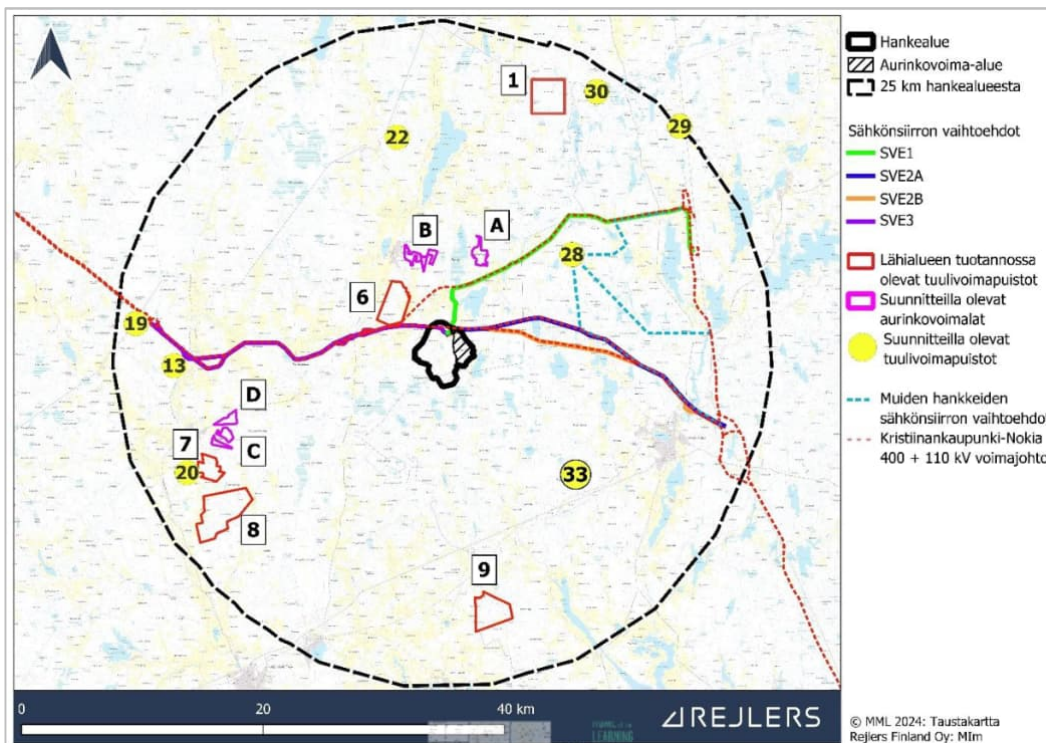 1
30
29
22
B
A
28
6
19
13
D
7
C
20
33
8
9
Hankealue
Aurinkovoima-alue
25 km hankealueesta
Sähkönsiirron vaihtoehdot
SVE1
SVE2A
SVE2B
SVE3
Lähialueen tuotannossa
olevat tuulivoimapuistot
Suunnitteilla olevat
aurinkovoimalat
Suunnitteilla olevat
tuulivoimapuistot
Muiden hankkeiden
sähkönsiirron vaihtoehdot
Kristiinankaupunki-Nokia
400 + 110 kV voimajohto
0
20
40 km
LEARNING
REJLERS
© MML 2024: Taustakartta
Rejlers Finland Oy: MIm